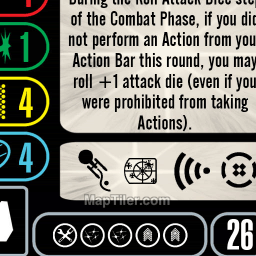 During the Roll Attack Dice step
of the Combat Phase, if you did
not perform an Action from your
Action Bar this round, you may
roll +1 attack die (even if you
were prohibited from taking
Actions).
1
4
4
MapTiler.com
26